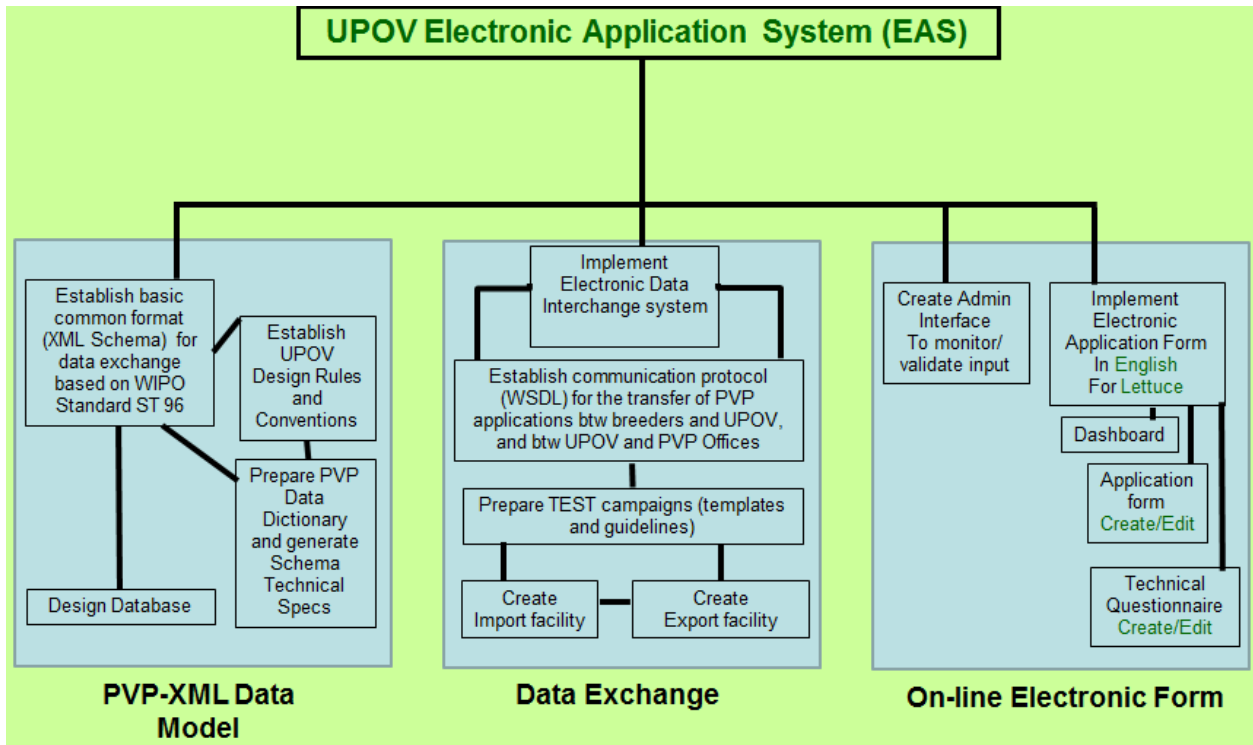 UPOV Electronic Application System (EAS)
Establish basic
common format
(XML Schema) for
data exchange
based on WIPO
Standard ST 96
Establish
UPOV
Design Rules
and
Conventions
Prepare PVP
Data
Dictionary
and generate
Schema
Technical
Specs
Design Database
PVP-XML Data
Model
Implement
Electronic Data
Interchange system
Establish communication protocol
(WSDL) for the transfer of PVP
applications btw breeders and UPOV,
and btw UPOV and PVP Offices
Prepare TEST campaigns (templates
and guidelines)
Create
Import facility
Create
Export facility
Data Exchange
Create Admin
Interface
To monitor/
validate input
Implement
Electronic
Application Form
In English
For Lettuce
Dashboard
Application
form
Create/Edit
Technical
Questionnaire
Create/Edit
On-line Electronic Form